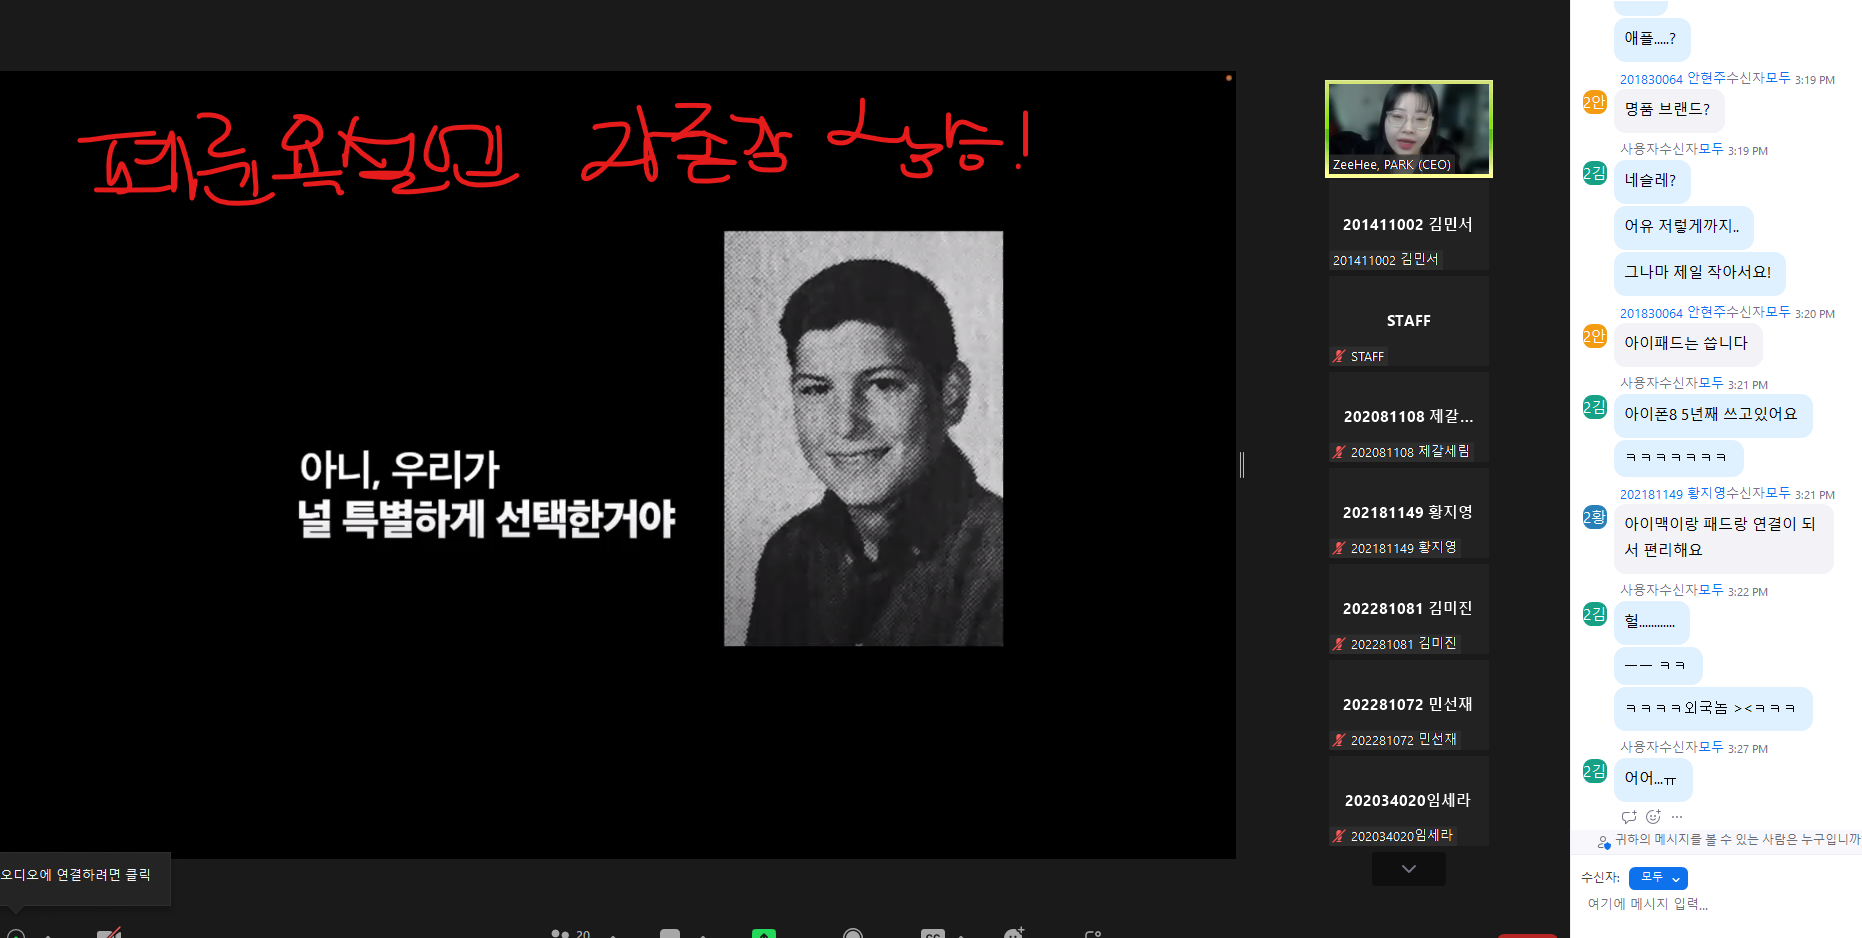 패륜 욕설 먼 자존감 상승!
아니, 우리가
널 특별하게 선택한거야
오디오에 연결하려면 클릭
20
ZeeHee, PARK (CEO)
201411002 김민서
201411002 김민서
STAFF
STAFF
202081108 제갈...
202081108 제갈세림
202181149 황지영
202181149 황지영
202281081 김미진
202281081 김미진
202281072 민선재
202281072 민선재
202034020임세라
202034020임세라
애플.....?
201830064 안현주수신자모두 3:19 PM
2안
명품 브랜드?
사용자수신자모두 3:19 PM
2김
네슬레?
어유 저렇게까지..
그나마 제일 작아서요!
201830064 안현주수신자모두 3:20 PM
2안
아이패드는 씁니다
사용자수신자모두 3:21 PM
2김
아이폰8 5년째 쓰고있어요
ㅋㅋㅋㅋㅋㅋㅋ
202181149 황지영수신자모두 3:21 PM
2황
아이맥이랑 패드랑 연결이 되
서 편리해요
사용자수신자모두 3:22 PM
2김
헐............
ㅡㅡ ㅋㅋ
ㅋㅋㅋㅋ외국놈 ><ㅋㅋㅋ
사용자수신자모두 3:27 PM
2김
어어...ㅠ
귀하의 메시지를 볼 수 있는 사람은 누구입니까
수신자: 모두
여기에 메시지 입력...